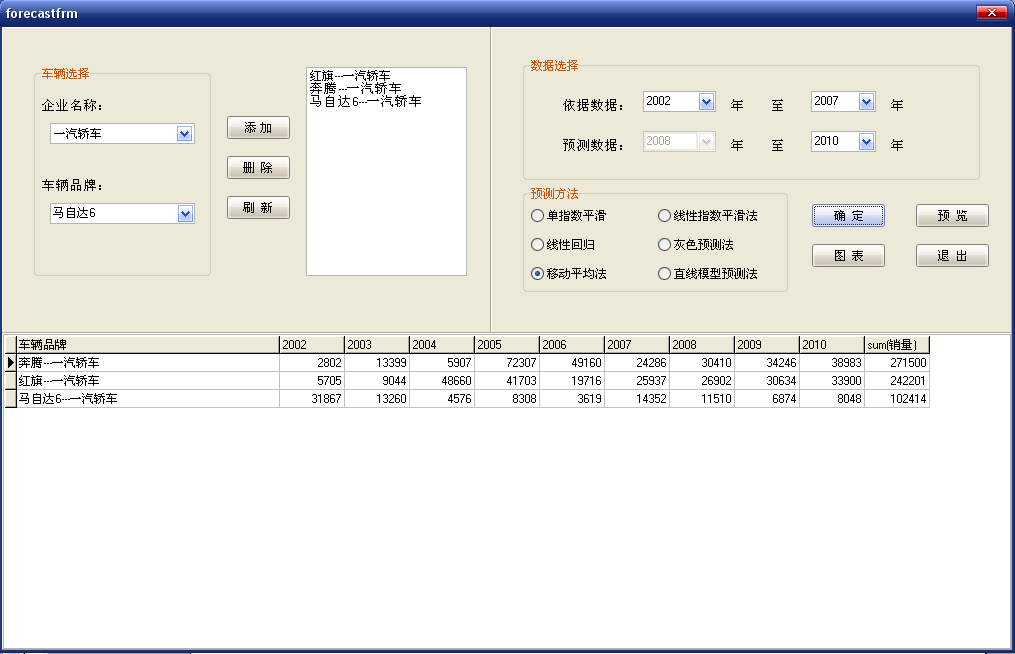 forecastfrm
车辆选择
企业名称：
一汽轿车
车辆品牌：
马自达6
添 加
删 除
刷 新
红旗---一汽轿车
奔腾---一汽轿车
马自达6---一汽轿车
数据选择
依据数据： 2002 年 至 2007 年
预测数据： 2008 年 至 2010 年
预测方法
单指数平滑 线性指数平滑法
线性回归 灰色预测法
移动平均法 直线模型预测法
确 定 预 览
图 表 退 出
车辆品牌 2002 2003 2004 2005 2006 2007 2008 2009 2010 sum(销量)
奔腾---一汽轿车 2802 13399 5907 72307 49160 24286 30410 34246 38983 271500
红旗---一汽轿车 5705 9044 48660 41703 19716 25937 26902 30634 33900 242201
马自达6---一汽轿车 31867 13260 4576 8308 3619 14352 11510 6874 8048 102414